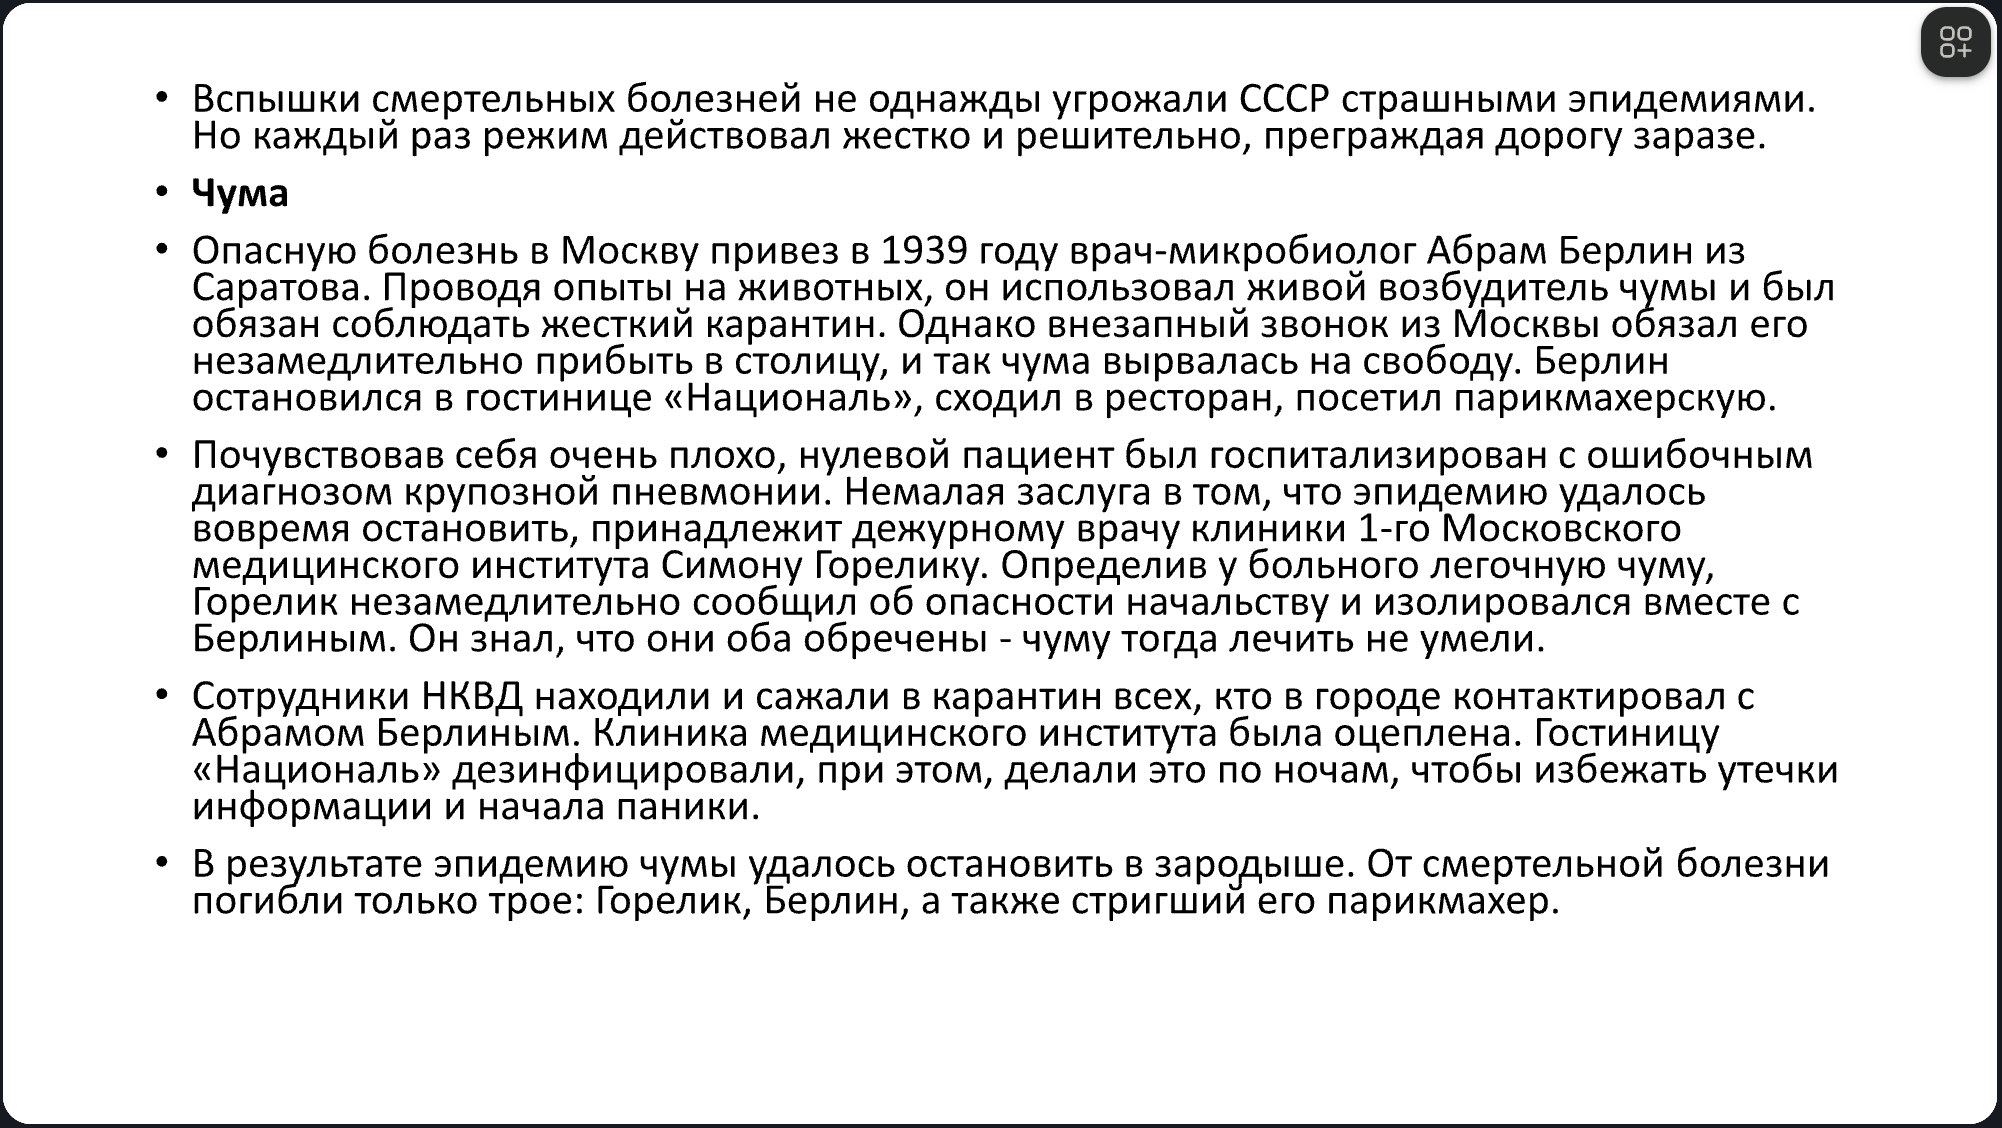 • Вспышки смертельных болезней не однажды угрожали СССР страшными эпидемиями.
Но каждый раз режим действовал жестко и решительно, преграждая дорогу заразе.
• Чума
• Опасную болезнь в Москву привез в 1939 году врач-микробиолог Абрам Берлин из
Саратова. Проводя опыты на животных, он использовал живой возбудитель чумы и был
обязан соблюдать жесткий карантин. Однако внезапный звонок из Москвы обязал его
незамедлительно прибыть в столицу, и так чума вырвалась на свободу. Берлин
остановился в гостинице «Националь», сходил в ресторан, посетил парикмахерскую.
• Почувствовав себя очень плохо, нулевой пациент был госпитализирован с ошибочным
диагнозом крупозной пневмонии. Немалая заслуга в том, что эпидемию удалось
вовремя остановить, принадлежит дежурному врачу клиники 1-го Московского
медицинского института Симону Горелику. Определив у больного легочную чуму,
Горелик незамедлительно сообщил об опасности начальству и изолировался вместе с
Берлиным. Он знал, что они оба обречены - чуму тогда лечить не умели.
• Сотрудники НКВД находили и сажали в карантин всех, кто в городе контактировал с
Абрамом Берлиным. Клиника медицинского института была оцеплена. Гостиницу
«Националь» дезинфицировали, при этом, делали это по ночам, чтобы избежать утечки
информации и начала паники.
• В результате эпидемию чумы удалось остановить в зародыше. От смертельной болезни
погибли только трое: Горелик, Берлин, а также стригший его парикмахер.